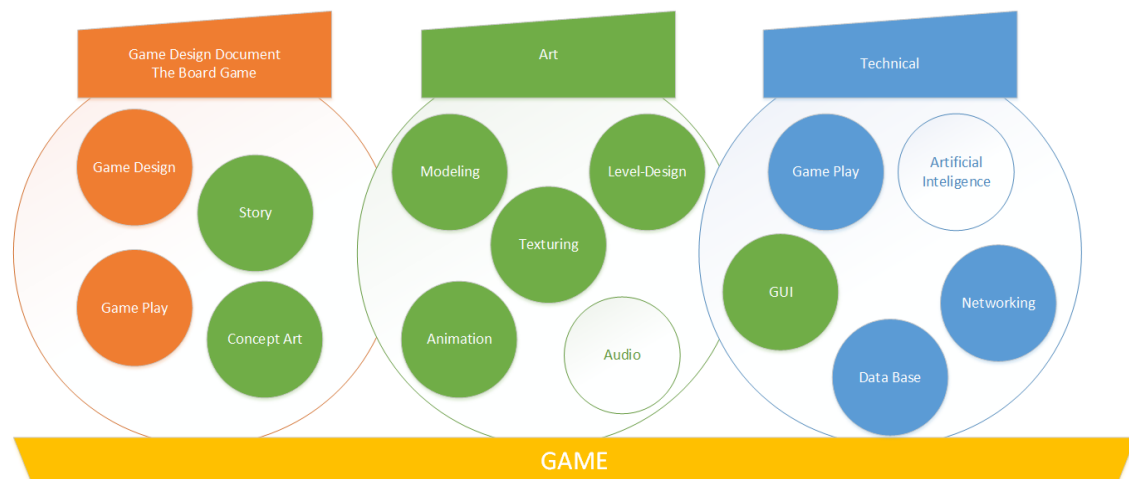 Game Design Document
The Board Game
Game Design
Story
Game Play
Concept Art
Art
Modeling
Level-Design
Texturing
Animation
Audio
Technical
Game Play
Artificial
Inteligence
GUI
Networking
Data Base
GAME